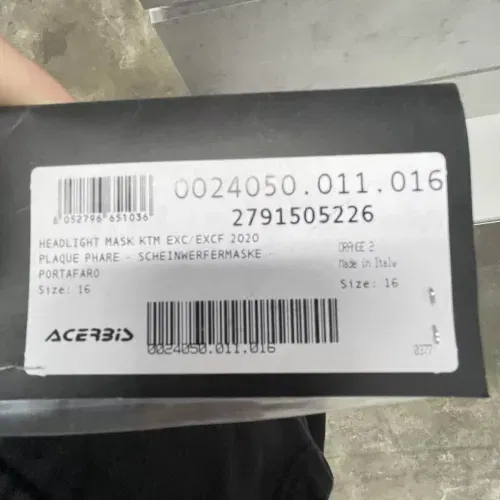 0024050.011.016
8 052796 651036
2791505226
HEADLIGHT MASK KTM EXC/EXCF 2020
PLAQUE PHARE - SCHEINWERFERMASKE -
PORTAFARO
Size: 16
ORANGE 2
Made in Italy
Size: 16
ACERBIS
0024050.011.016
0377